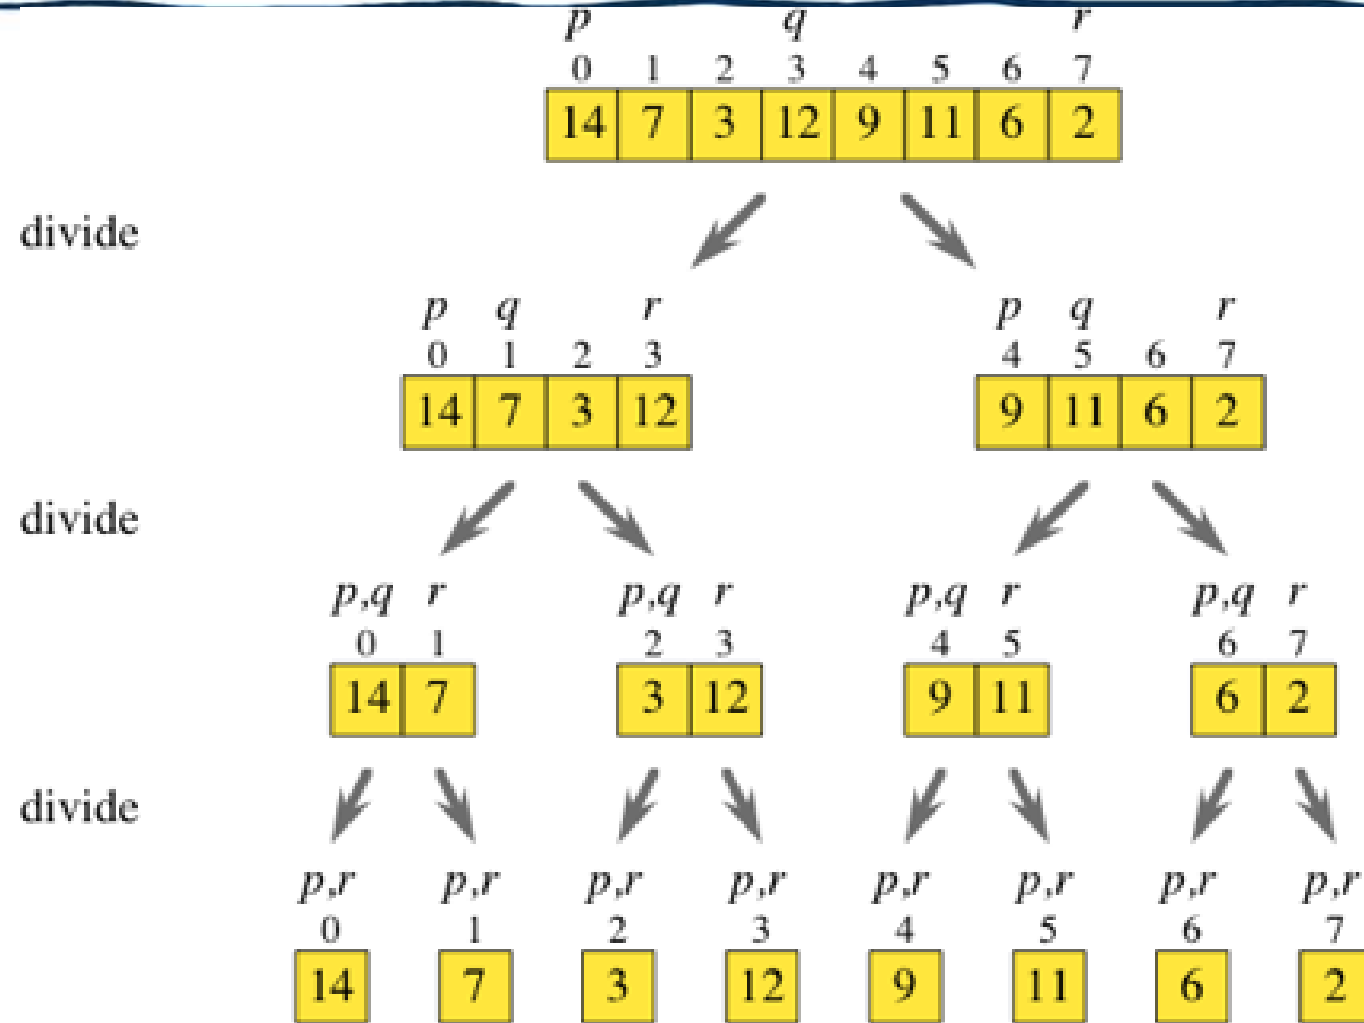 p q r
0 1 2 3 4 5 6 7
14 7 3 12 9 11 6 2
divide
p q r p q r
0 1 2 3 4 5 6 7
14 7 3 12 9 11 6 2
divide
p,q r p,q r p,q r p,q r
0 1 2 3 4 5 6 7
14 7 3 12 9 11 6 2
divide
p,r p,r p,r p,r p,r p,r p,r p,r
0 1 2 3 4 5 6 7
14 7 3 12 9 11 6 2